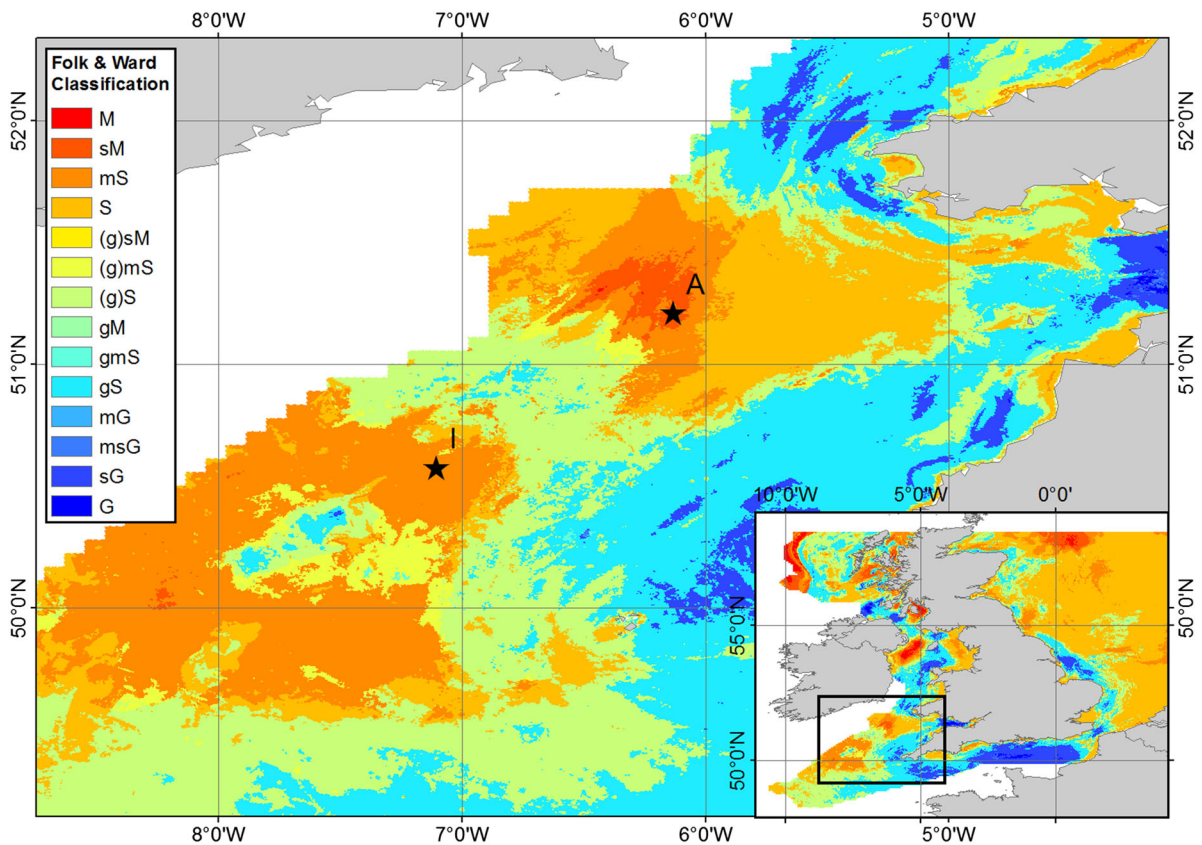 8°0'W 7°0'W 6°0'W 5°0'W
Folk & Ward
Classification
M
sM
mS
S
(g)sM
(g)mS
(g)S
gM
gmS
gS
mG
msG
sG
G
52°0'N
52°0'N
51°0'N
51°0'N
50°0'N
50°0'N
A
I
10°0'W 5°0'W 0°0'
55°0'N
50°0'N
8°0'W 7°0'W 6°0'W 5°0'W